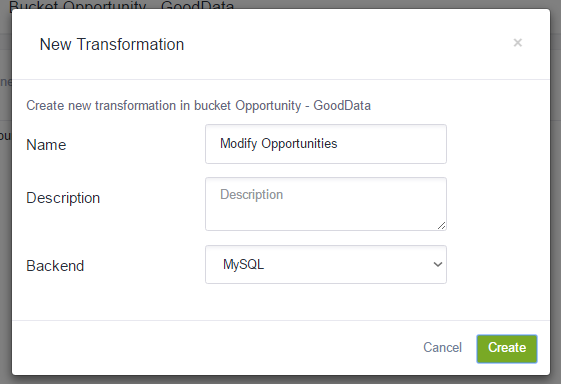 Bucket Opportunity - GoodData
New Transformation
×
Create new transformation in bucket Opportunity - GoodData
Name
Modify Opportunities
Description
Description
Backend
MySQL
Cancel
Create